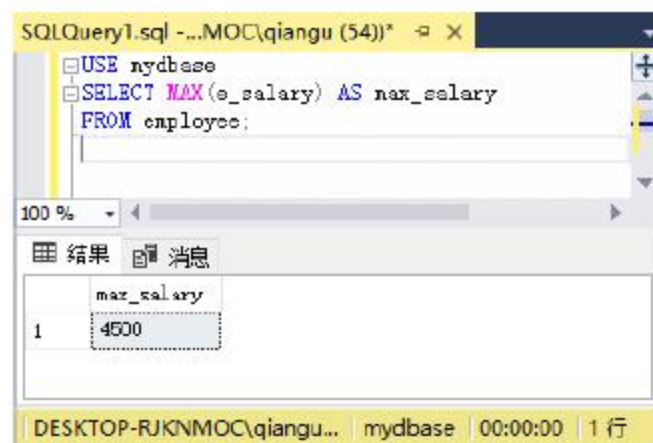 SQLQuery1.sql -...MOC\qiangu (54))*
USE mydbase
SELECT MAX(e_salary) AS max_salary
FROM employee;
100 %
结果 消息
max_salary
1 4500
DESKTOP-RJKNMOC\qiangu... mydbase 00:00:00 1 行